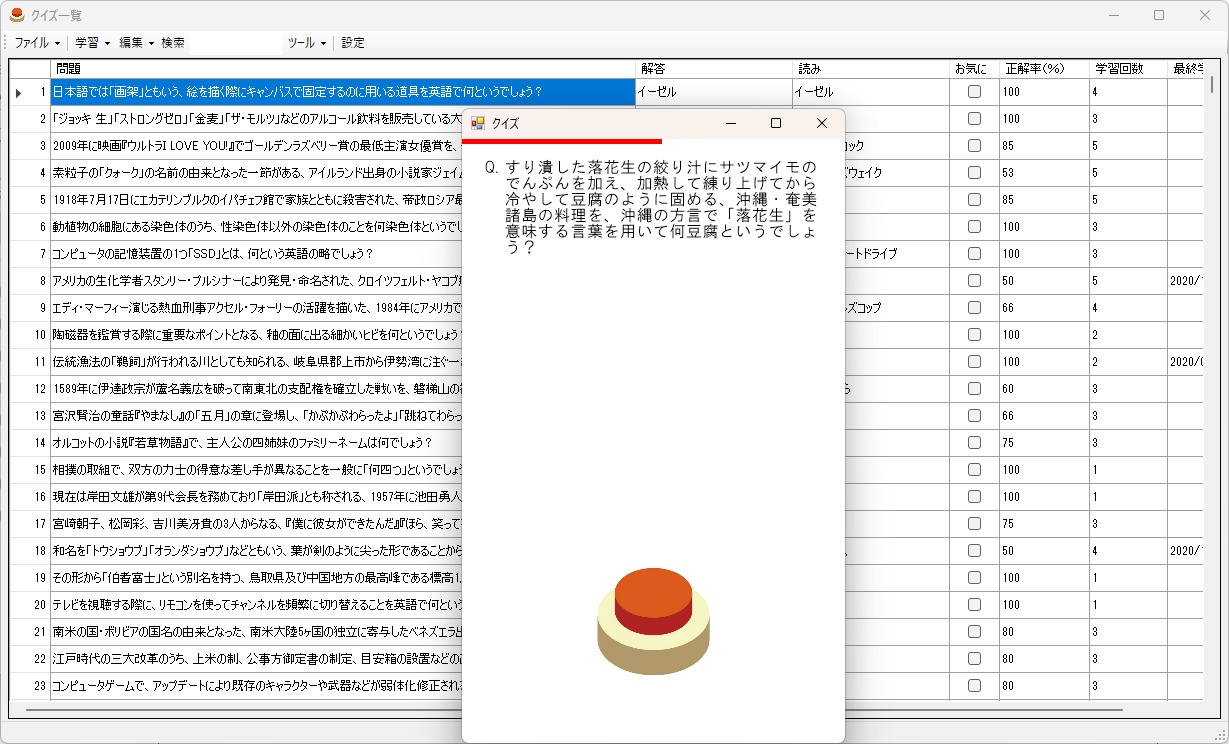 クイズ一覧
ファイル 学習 編集 検索 ツール 設定
問題 解答 読み お気に 正解率(%) 学習回数 最終学
1 日本語では「画架」ともいう、絵を描く際にキャンバスで固定するのに用いる道具を英語で何というでしょう？ イーゼル イーゼル 100 4
2 「ジョッキ 生」「ストロングゼロ」「金麦」「ザ・モルツ」などのアルコール飲料を販売している大 100 3
3 2009年に映画『ウルトラI LOVE YOU!』でゴールデンラズベリー賞の最低主演女優賞を、 ロック 85 5
4 素粒子の「クォーク」の名前の由来となった一節がある、アイルランド出身の小説家ジェイム ズウェイク 53 5
5 1918年7月17日にエカテリンブルクのイパチェフ館で家族とともに殺害された、帝政ロシア最 85 5
6 動植物の細胞にある染色体のうち、性染色体以外の染色体のことを何染色体というでし 100 3
7 コンピュータの記憶装置の1つ「SSD」とは、何という英語の略でしょう？ ートドライブ 100 3
8 アメリカの生化学者スタンリー・プルシナーにより発見・命名された、クロイツフェルト・ヤコブ 50 5 2020/
9 エディ・マーフィー演じる熱血刑事アクセル・フォーリーの活躍を描いた、1984年にアメリカで ズコップ 66 4
10 陶磁器を鑑賞する際に重要なポイントとなる、釉の面に出る細かいヒビを何というでしょう 100 2
11 伝統漁法の「鵜飼」が行われる川としても知られる、岐阜県郡上市から伊勢湾に注ぐ一 100 2 2020/
12 1589年に伊達政宗が蘆名義広を破って南東北の支配権を確立した戦いを、磐梯山の ら 60 3
13 宮沢賢治の童話『やまなし』の「五月」の章に登場し、「かぷかぷわらったよ」「跳ねてわらっ 66 3
14 オルコットの小説『若草物語』で、主人公の四姉妹のファミリーネームは何でしょう？ 75 3
15 相撲の取組で、双方の力士の得意な差し手が異なることを一般に「何四つ」というでしょ 100 1
16 現在は岸田文雄が第9代会長を務めており「岸田派」とも称される、1957年に池田勇人 100 1
17 宮崎朝子、松岡彩、吉川美冴貴の3人からなる、『僕に彼女ができたんだ』『ほら、笑って 75 3
18 和名を「トウショウブ」「オランダショウブ」などともいう、葉が剣のように尖った形であることから 50 4 2020/
19 その形から「伯耆富士」という別名を持つ、鳥取県及び中国地方の最高峰である標高1, 100 1
20 テレビを視聴する際に、リモコンを使ってチャンネルを頻繁に切り替えることを英語で何とい 100 1
21 南米の国・ボリビアの国名の由来となった、南米大陸5ヶ国の独立に寄与したベネズエラ出 80 3
22 江戸時代の三大改革のうち、上米の制、公事方御定書の制定、目安箱の設置などの 80 3
23 コンピュータゲームで、アップデートにより既存のキャラクターや武器などが弱体化修正され 80 3
クイズ
Q. すり潰した落花生の絞り汁にサツマイモの
でんぷんを加え、加熱して練り上げてから
冷やして豆腐のように固める、沖縄・奄美
諸島の料理を、沖縄の方言で「落花生」を
意味する言葉を用いて何豆腐というでしょ
う？